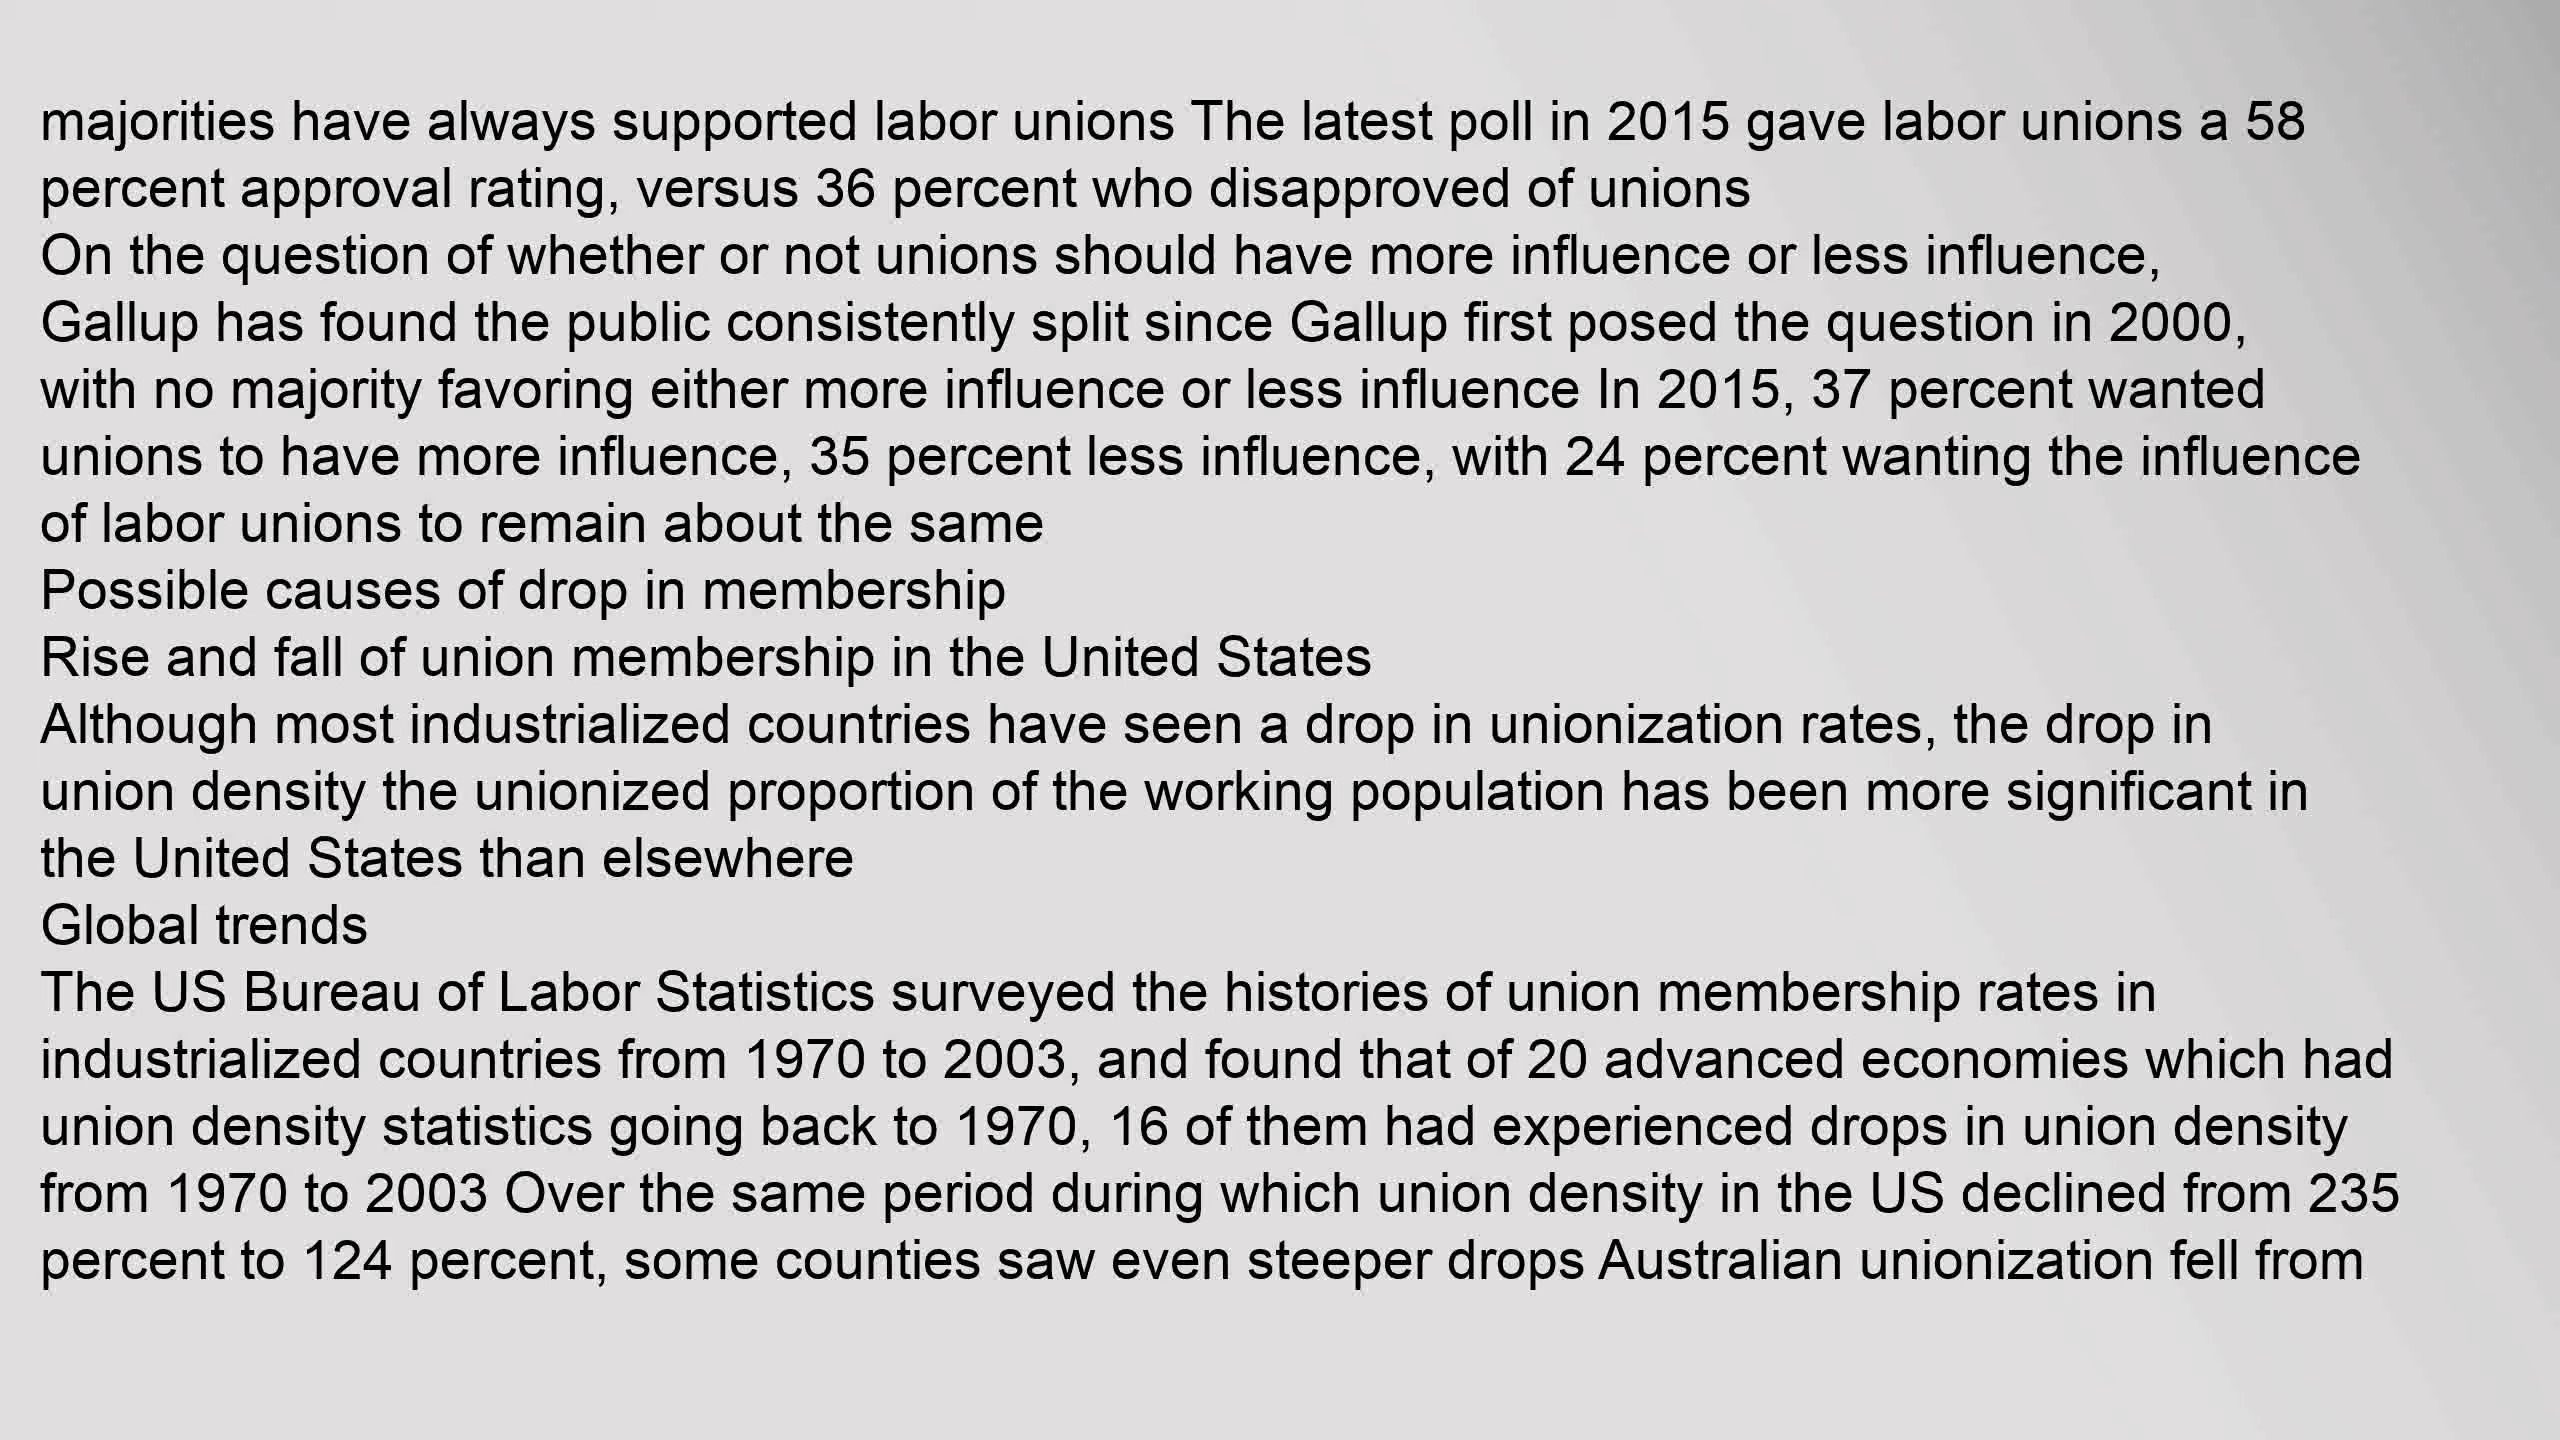 majorities have always supported labor unions The latest poll in 2015 gave labor unions a 58
percent approval rating, versus 36 percent who disapproved of unions
On the question of whether or not unions should have more influence or less influence,
Gallup has found the public consistently split since Gallup first posed the question in 2000,
with no majority favoring either more influence or less influence In 2015, 37 percent wanted
unions to have more influence, 35 percent less influence, with 24 percent wanting the influence
of labor unions to remain about the same
Possible causes of drop in membership
Rise and fall of union membership in the United States
Although most industrialized countries have seen a drop in unionization rates, the drop in
union density the unionized proportion of the working population has been more significant in
the United States than elsewhere
Global trends
The US Bureau of Labor Statistics surveyed the histories of union membership rates in
industrialized countries from 1970 to 2003, and found that of 20 advanced economies which had
union density statistics going back to 1970, 16 of them had experienced drops in union density
from 1970 to 2003 Over the same period during which union density in the US declined from 235
percent to 124 percent, some counties saw even steeper drops Australian unionization fell from